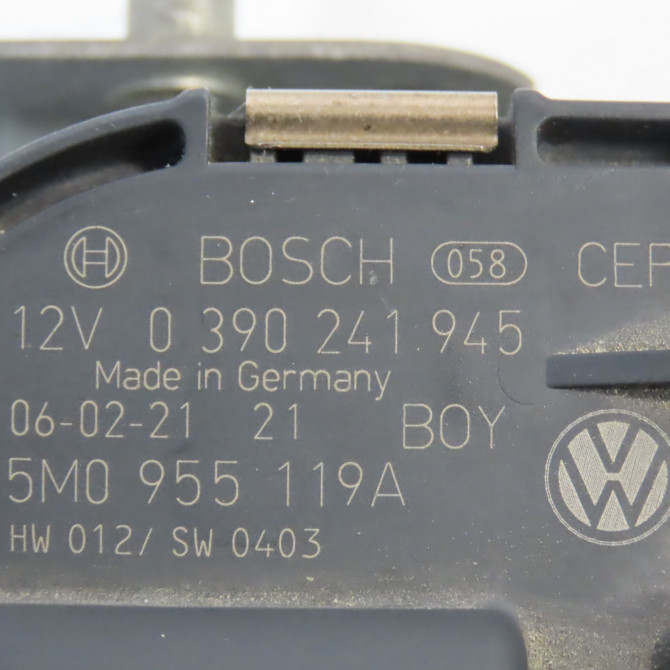 BOSCH 058 CEP
12V 0 390 241 945
Made in Germany
06-02-21 21 BOY
5M0 955 119A
HW 012/ SW 0403